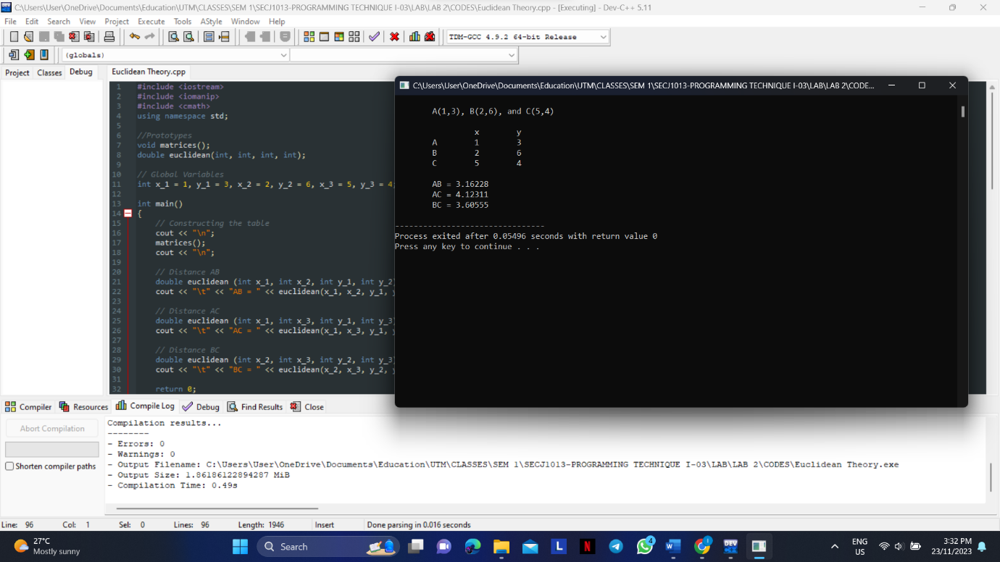 C:\Users\User\OneDrive\Documents\Education\UTM\CLASSES\SEM 1\SECJ1013-PROGRAMMING TECHNIQUE I-03\LAB\LAB 2\CODES\Euclidean Theory.cpp - [Executing] - Dev-C++ 5.11
File Edit Search View Project Execute Tools AStyle Window Help
TDM-GCC 4.9.2 64-bit Release
(globals)
Project Classes Debug
Euclidean Theory.cpp
1 #include <iostream>
2 #include <iomanip>
3 #include <cmath>
4 using namespace std;
5
6 //Prototypes
7 void matrices();
8 double euclidean(int, int, int, int);
9
10 // Global Variables
11 int x_1 = 1, y_1 = 3, x_2 = 2, y_2 = 6, x_3 = 5, y_3 = 4
12
13 int main()
14 {
15 // Constructing the table
16 cout << "\n";
17 matrices();
18 cout << "\n";
19
20 // Distance AB
21 double euclidean (int x_1, int x_2, int y_1, int y_2
22 cout << "\t" << "AB = " << euclidean(x_1, x_2, y_1,
23
24 // Distance AC
25 double euclidean (int x_1, int x_3, int y_1, int y_3
26 cout << "\t" << "AC = " << euclidean(x_1, x_3, y_1,
27
28 // Distance BC
29 double euclidean (int x_2, int x_3, int y_2, int y_3
30 cout << "\t" << "BC = " << euclidean(x_2, x_3, y_2,
31
32 return 0;
C:\Users\User\OneDrive\Documents\Education\UTM\CLASSES\SEM 1\SECJ1013-PROGRAMMING TECHNIQUE I-03\LAB\LAB 2\CODE...
A(1,3), B(2,6), and C(5,4)
x y
A 1 3
B 2 6
C 5 4
AB = 3.16228
AC = 4.12311
BC = 3.60555
--------------------------------
Process exited after 0.05496 seconds with return value 0
Press any key to continue . . .
Compiler Resources Compile Log Debug Find Results Close
Abort Compilation
Shorten compiler paths
Compilation results...
--------
- Errors: 0
- Warnings: 0
- Output Filename: C:\Users\User\OneDrive\Documents\Education\UTM\CLASSES\SEM 1\SECJ1013-PROGRAMMING TECHNIQUE I-03\LAB\LAB 2\CODES\Euclidean Theory.exe
- Output Size: 1.86186122894287 MiB
- Compilation Time: 0.49s
Line: 96 Col: 1 Sel: 0 Lines: 96 Length: 1946 Insert Done parsing in 0.016 seconds
27°C
Mostly sunny
Search
4
ENG
US
3:32 PM
23/11/2023